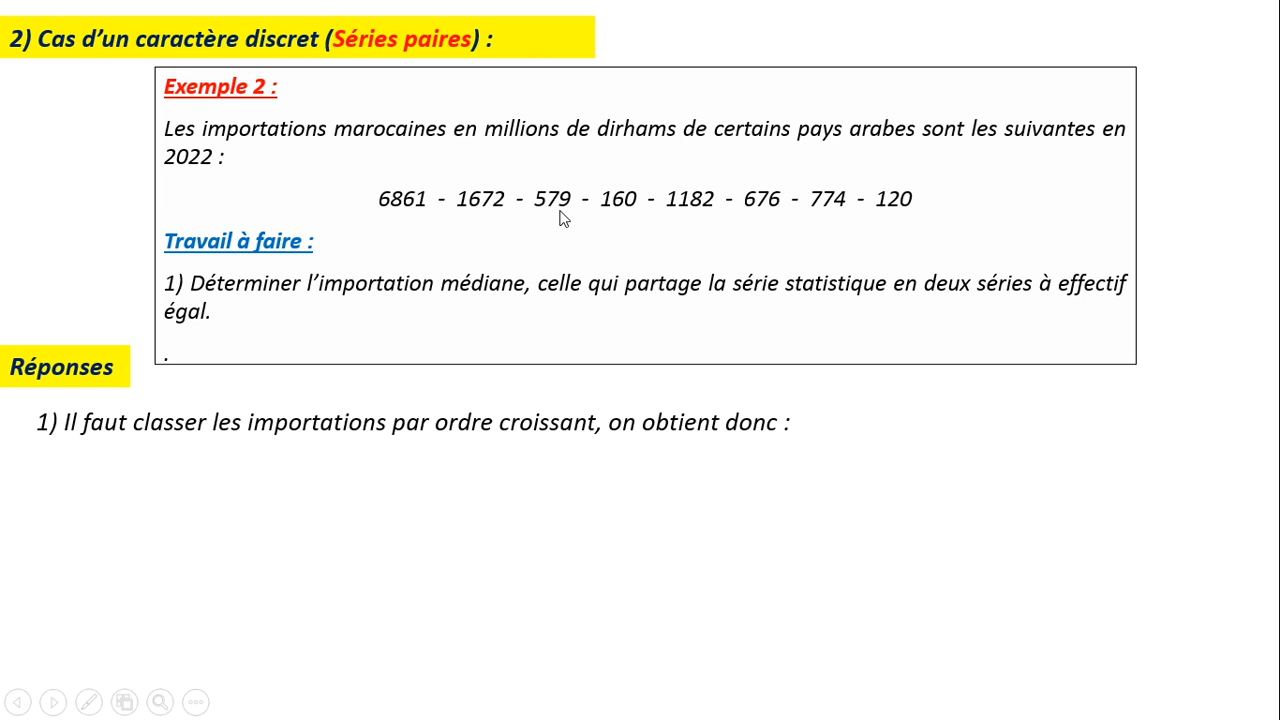 2) Cas d’un caractère discret (Séries paires) :
Exemple 2 :
Les importations marocaines en millions de dirhams de certains pays arabes sont les suivantes en
2022 :
6861 - 1672 - 579 - 160 - 1182 - 676 - 774 - 120
Travail à faire :
1) Déterminer l’importation médiane, celle qui partage la série statistique en deux séries à effectif
égal.
.
Réponses
1) Il faut classer les importations par ordre croissant, on obtient donc :